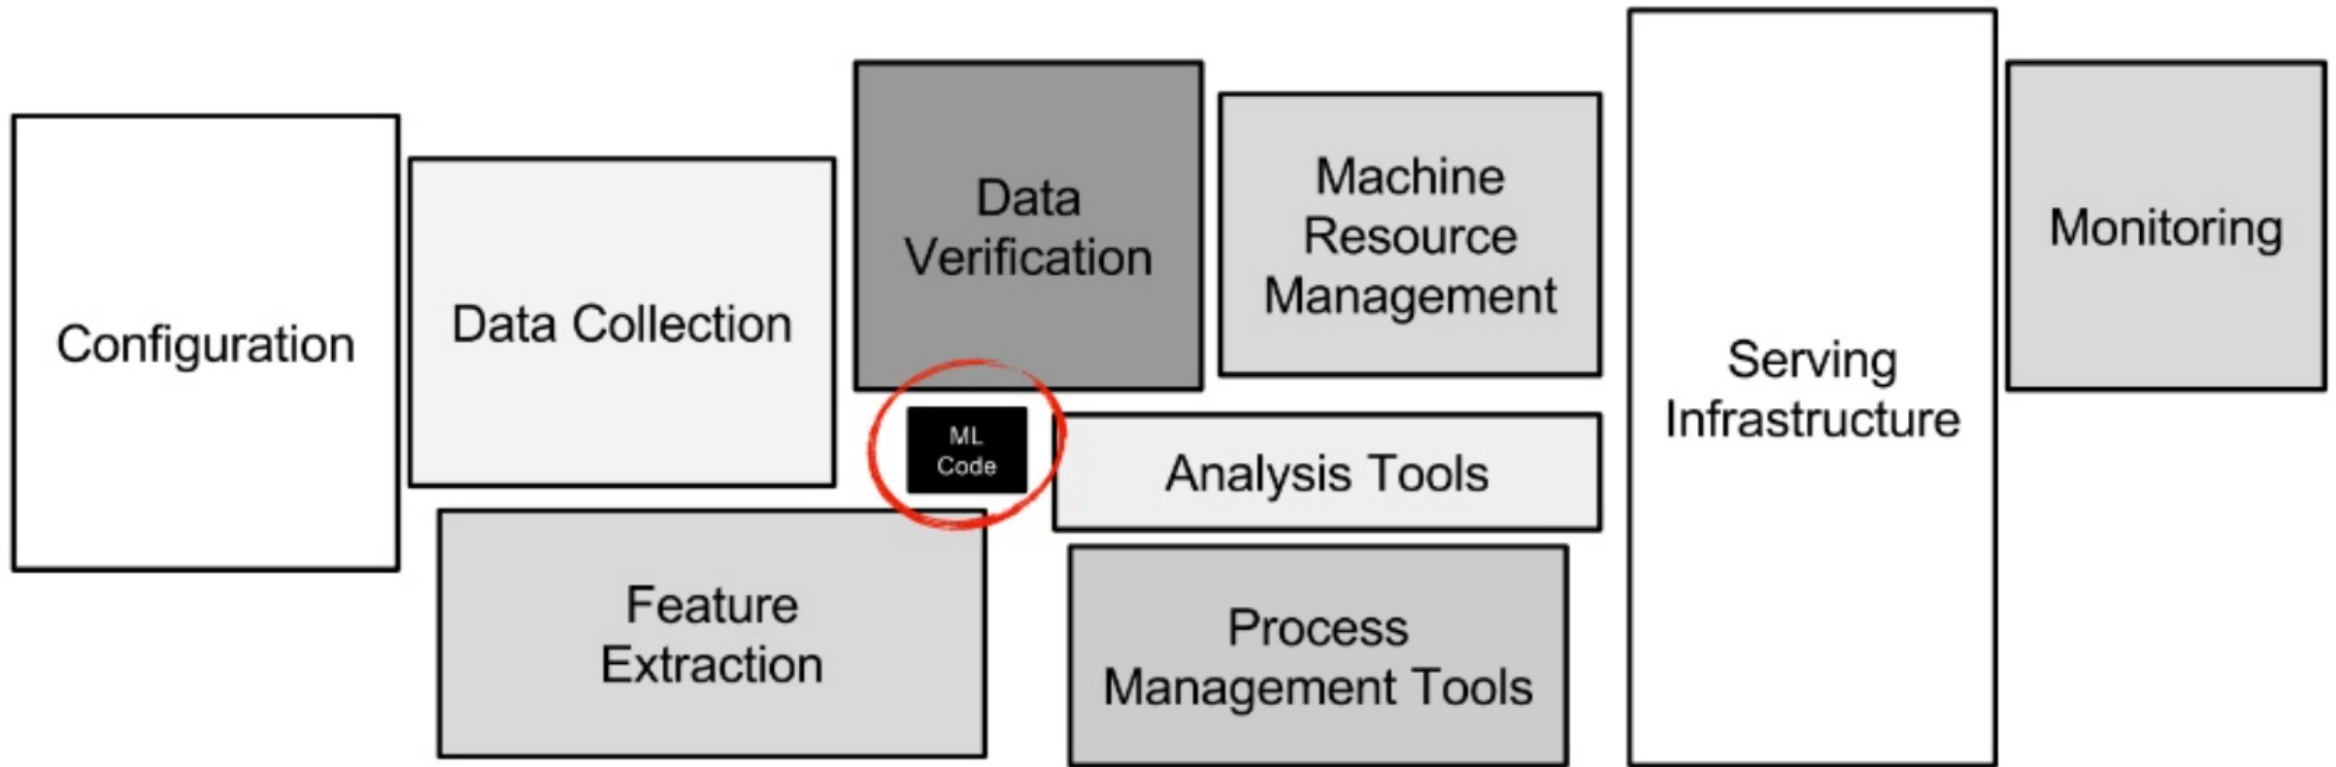 Configuration
Data Collection
Data
Verification
Machine
Resource
Management
Serving
Infrastructure
Monitoring
ML
Code
Analysis Tools
Feature
Extraction
Process
Management Tools